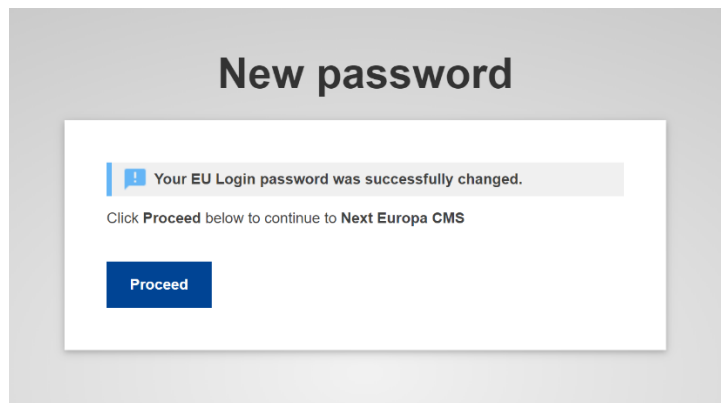 New password
Your EU Login password was successfully changed.
Click Proceed below to continue to Next Europa CMS
Proceed